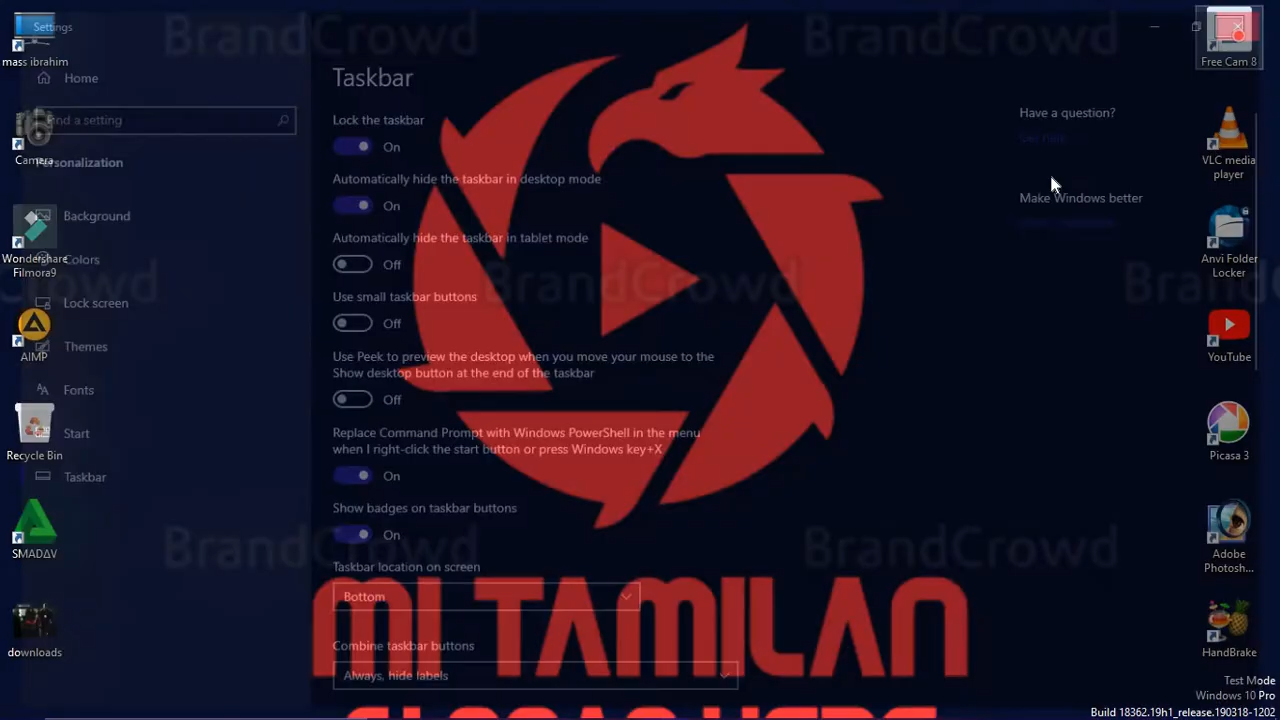 Settings
mass ibrahim
Home
Find a setting
Camera
Personalization
Background
Wondershare
Filmora9
Colors
Lock screen
AIMP
Themes
Fonts
Recycle Bin
Start
Taskbar
SMADΔV
downloads
Taskbar
Lock the taskbar
On
Automatically hide the taskbar in desktop mode
On
Automatically hide the taskbar in tablet mode
Off
Use small taskbar buttons
Off
Use Peek to preview the desktop when you move your mouse to the
Show desktop button at the end of the taskbar
Off
Replace Command Prompt with Windows PowerShell in the menu
when I right-click the start button or press Windows key+X
On
Show badges on taskbar buttons
On
Taskbar location on screen
Bottom
Combine taskbar buttons
Always, hide labels
BrandCrowd
BrandCrowd
BrandCrowd
BrandCrowd
BrandCrowd
MI TAMILAN
Have a question?
Get help
Make Windows better
Free Cam 8
VLC media
player
Anvi Folder
Locker
YouTube
Picasa 3
Adobe
Photosh...
HandBrake
Test Mode
Windows 10 Pro
Build 18362.19h1_release.190318-1202